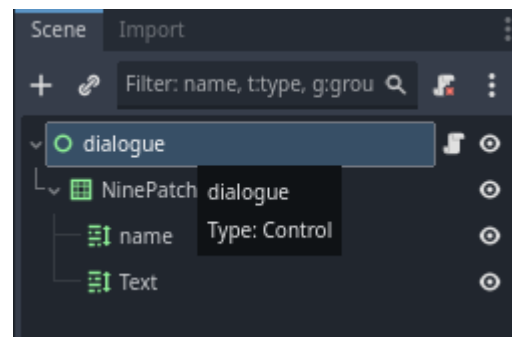 Scene Import
Filter: name, t:type, g:grou
dialogue
NinePatch
dialogue
Type: Control
name
Text